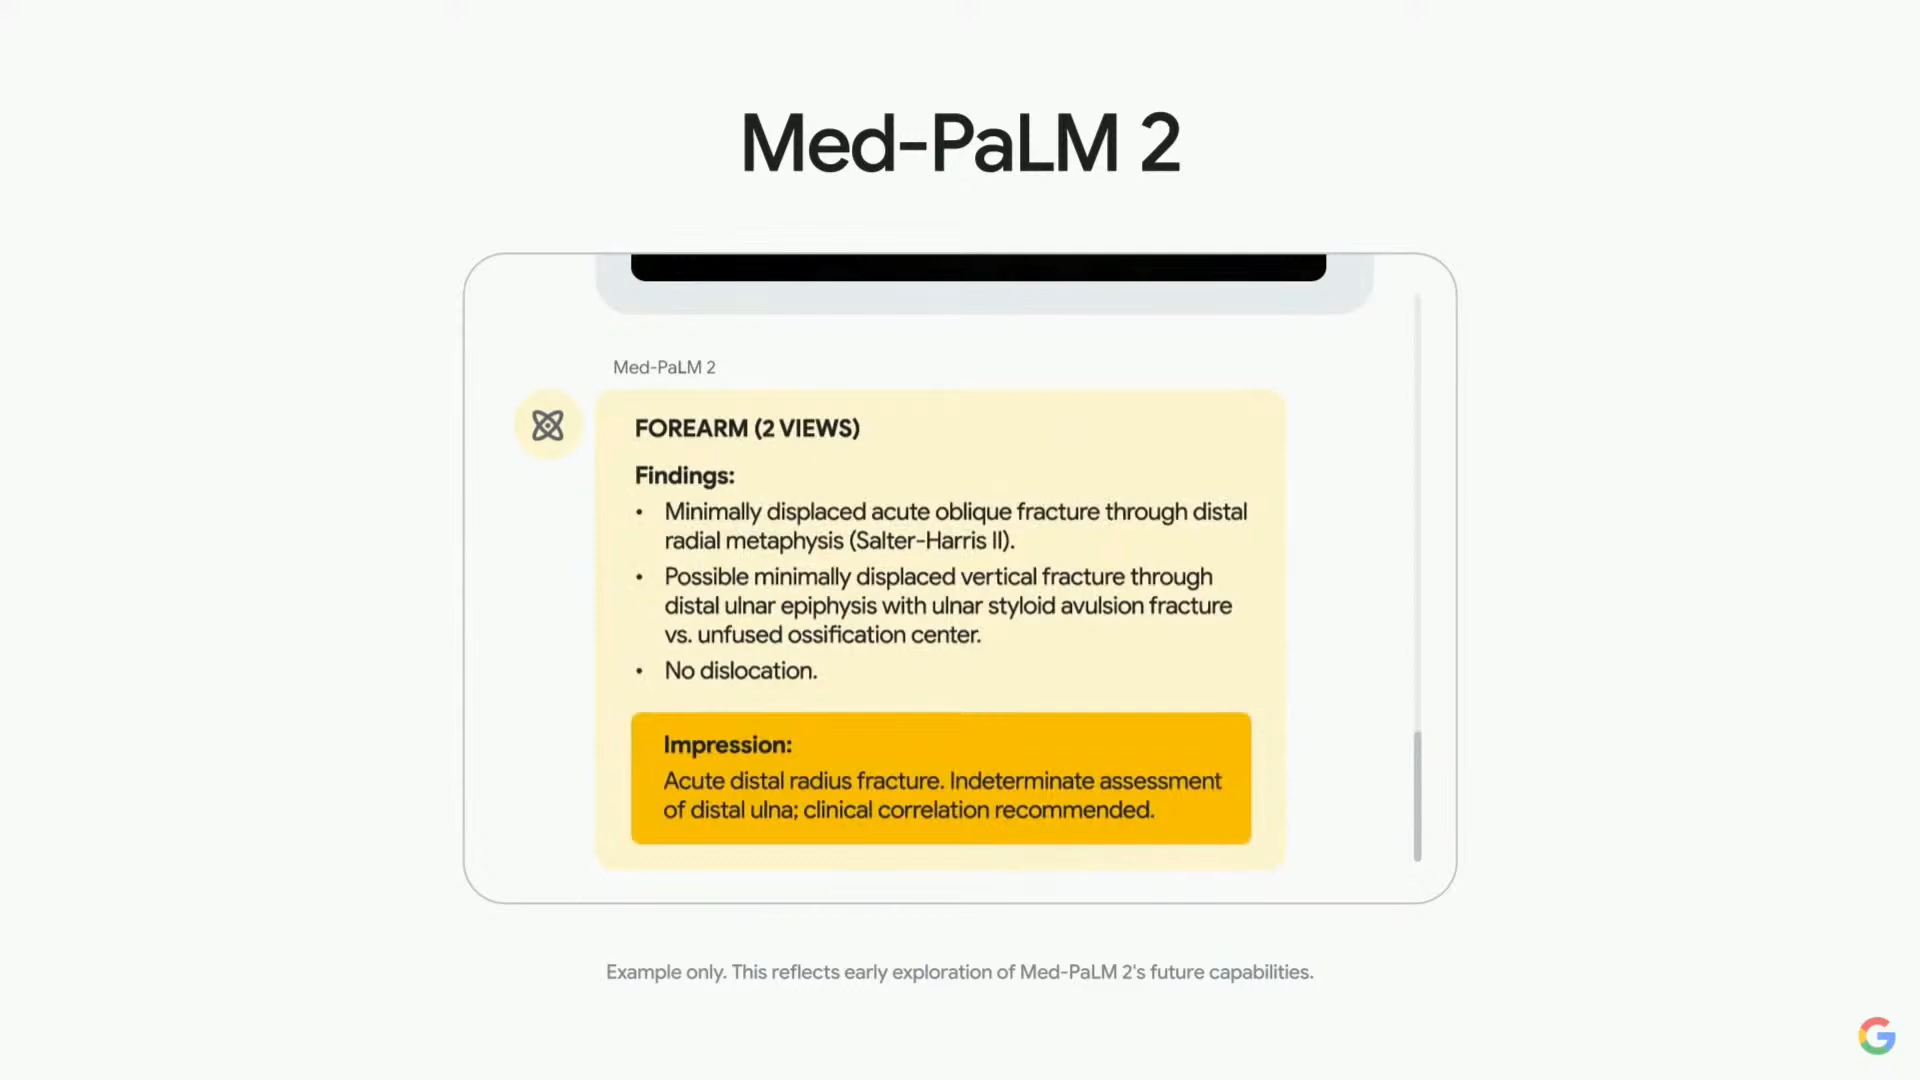 Med-PaLM 2
Med-PaLM 2
FOREARM (2 VIEWS)
Findings:
• Minimally displaced acute oblique fracture through distal
radial metaphysis (Salter-Harris II).
• Possible minimally displaced vertical fracture through
distal ulnar epiphysis with ulnar styloid avulsion fracture
vs. unfused ossification center.
• No dislocation.
Impression:
Acute distal radius fracture. Indeterminate assessment
of distal ulna; clinical correlation recommended.
Example only. This reflects early exploration of Med-PaLM 2's future capabilities.
G